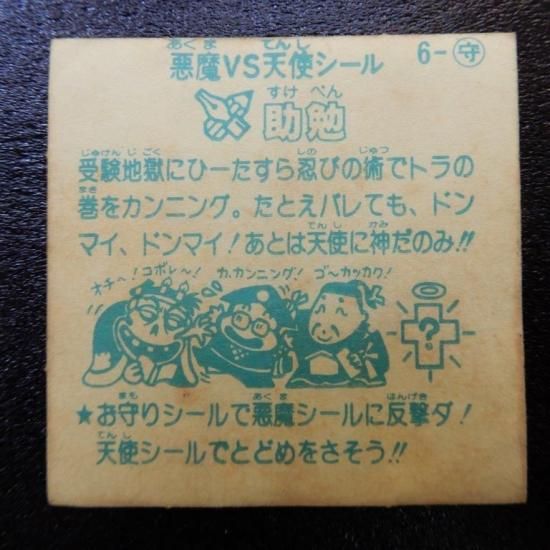 悪魔VS天使シール 6-守
助勉
受験地獄にひーたすら忍びの術でトラの
巻をカンニング。たとえバレても、ドン
マイ、ドンマイ!あとは天使に神だのみ!!
オチヘ!コボレ〜! カ、カンニング! ゴ〜カッカク!
?
★お守りシールで悪魔シールに反撃ダ!
天使シールでとどめをさそう!!